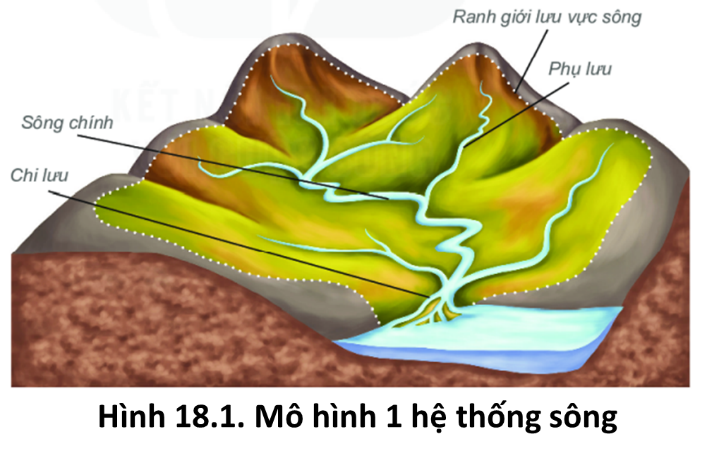 Ranh giới lưu vực sông
Phụ lưu
Sông chính
Chi lưu
Hình 18.1. Mô hình 1 hệ thống sông